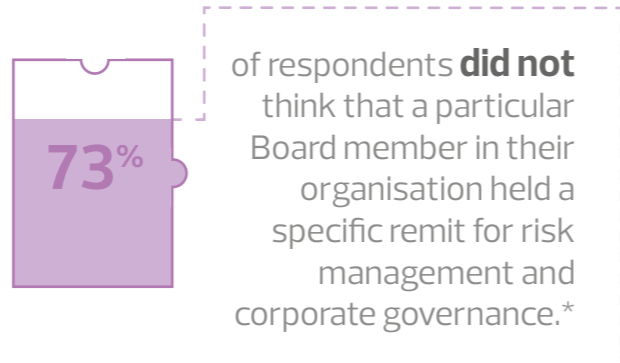 73%
of respondents did not
think that a particular
Board member in their
organisation held a
specific remit for risk
management and
corporate governance.*